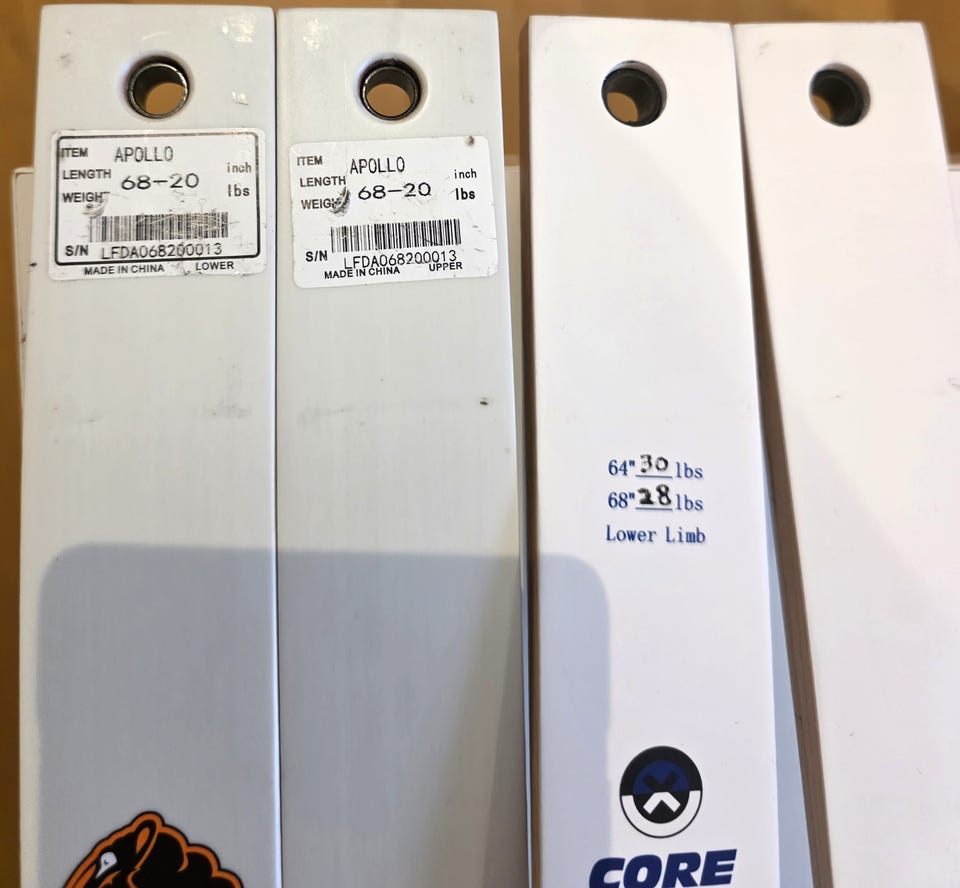 ITEM APOLLO
LENGTH 68-20 inch
WEIGHT lbs
S/N LFDA068200013
MADE IN CHINA LOWER
ITEM APOLLO
LENGTH 68-20 inch
WEIGHT lbs
S/N LFDA068200013
MADE IN CHINA UPPER
64" 30 lbs
68" 28 lbs
Lower Limb
CORE